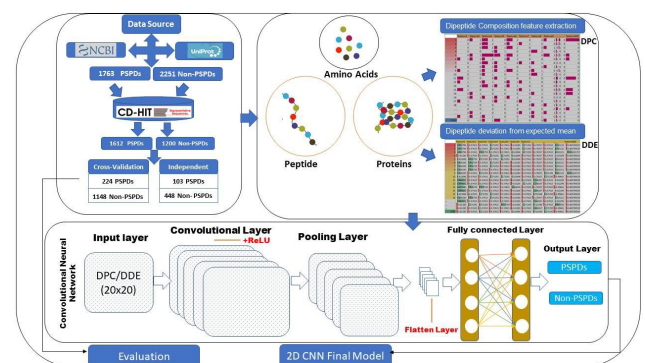 Data Source
NCBI
UniProt
1763 PSPDs
2251 Non-PSPDs
CD-HIT
1612 PSPDs
1200 Non-PSPDs
Cross-Validation
Independent
224 PSPDs
103 PSPDs
1148 Non-PSPDs
448 Non-PSPDs
Amino Acids
Peptide
Proteins
Dipeptide Composition feature extraction
DPC
Dipeptide deviation from expected mean
DDE
Convolutional Neural
Network
Input layer
DPC/DDE
(20x20)
Convolutional Layer
+ReLU
Pooling Layer
Flatten Layer
Fully connected Layer
Output Layer
PSPDs
Non-PSPDs
Evaluation
2D CNN Final Model